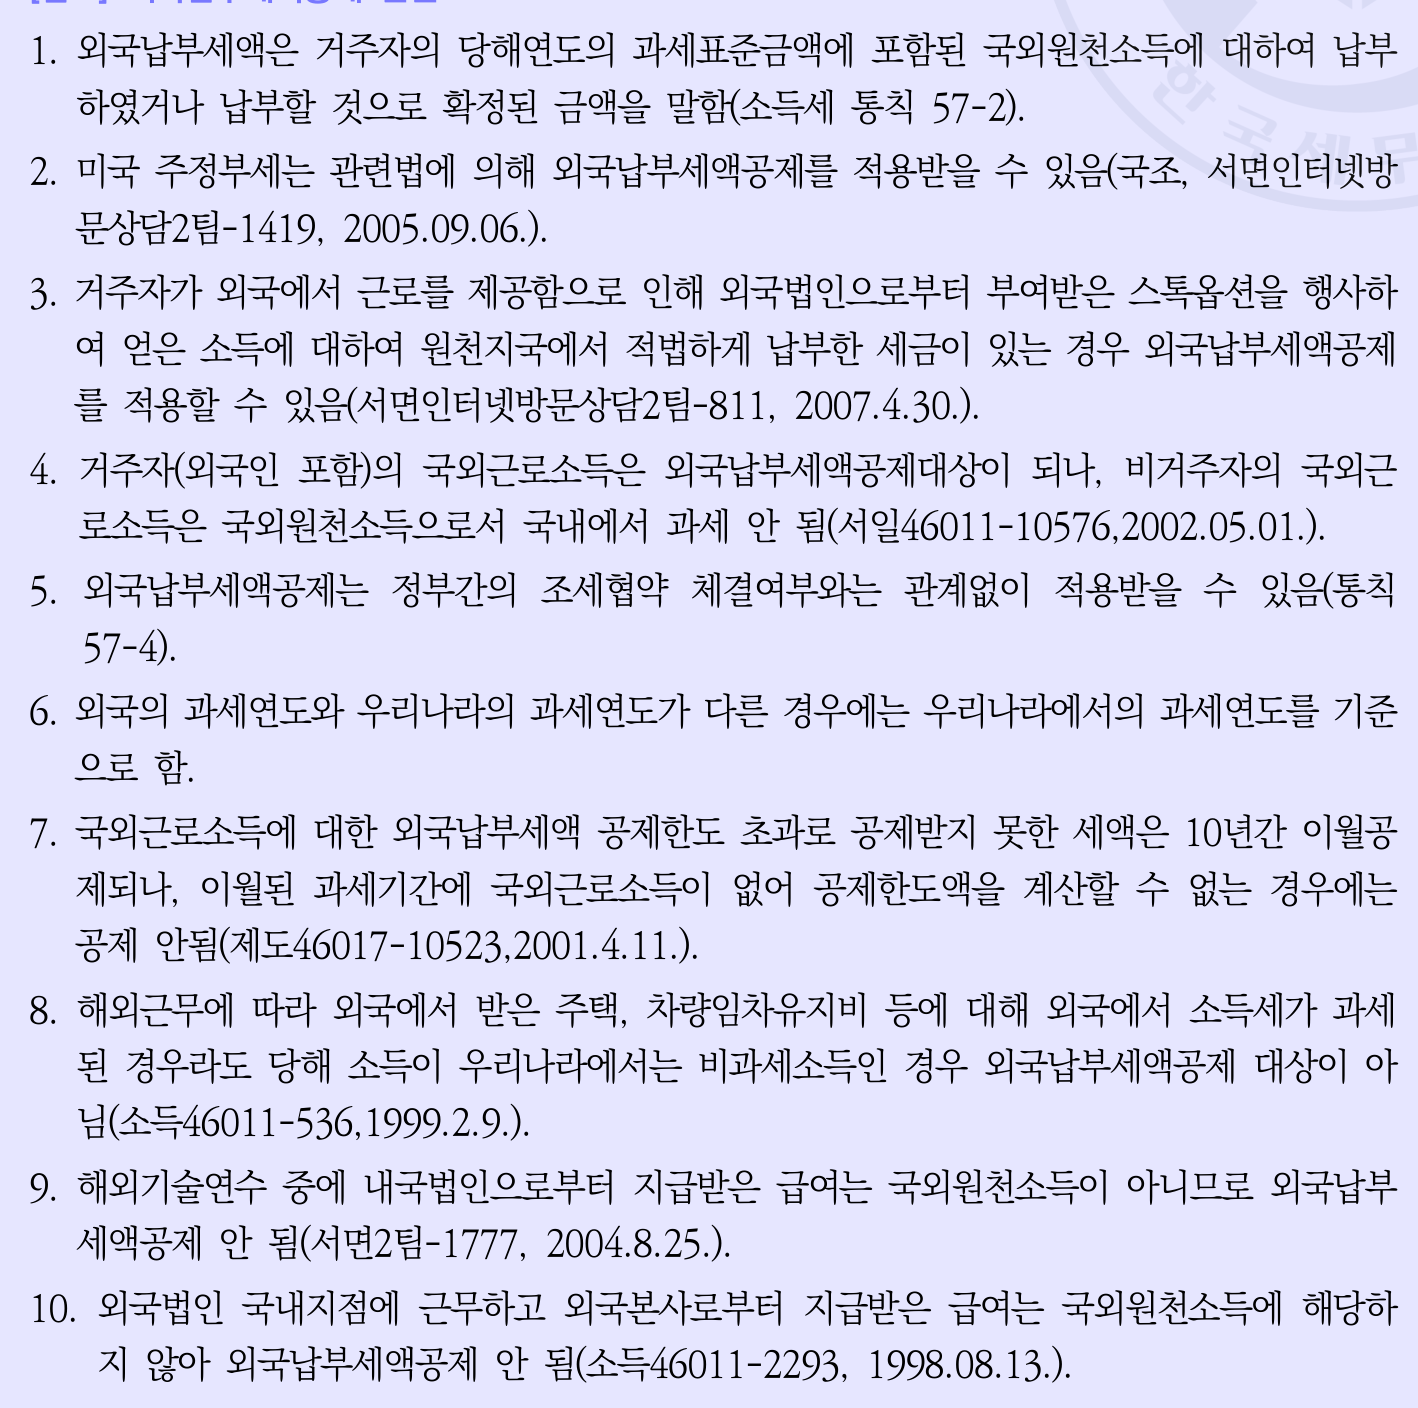 1. 외국납부세액은 거주자의 당해연도의 과세표준금액에 포함된 국외원천소득에 대하여 납부
하였거나 납부할 것으로 확정된 금액을 말함(소득세 통칙 57-2).
2. 미국 주정부세는 관련법에 의해 외국납부세액공제를 적용받을 수 있음(국조, 서면인터넷방
문상담2팀-1419, 2005.09.06.).
3. 거주자가 외국에서 근로를 제공함으로 인해 외국법인으로부터 부여받은 스톡옵션을 행사하
여 얻은 소득에 대하여 원천지국에서 적법하게 납부한 세금이 있는 경우 외국납부세액공제
를 적용할 수 있음(서면인터넷방문상담2팀-811, 2007.4.30.).
4. 거주자(외국인 포함)의 국외근로소득은 외국납부세액공제대상이 되나, 비거주자의 국외근
로소득은 국외원천소득으로서 국내에서 과세 안 됨(서일46011-10576,2002.05.01.).
5. 외국납부세액공제는 정부간의 조세협약 체결여부와는 관계없이 적용받을 수 있음(통칙
57-4).
6. 외국의 과세연도와 우리나라의 과세연도가 다른 경우에는 우리나라에서의 과세연도를 기준
으로 함.
7. 국외근로소득에 대한 외국납부세액 공제한도 초과로 공제받지 못한 세액은 10년간 이월공
제되나, 이월된 과세기간에 국외근로소득이 없어 공제한도액을 계산할 수 없는 경우에는
공제 안됨(제도46017-10523,2001.4.11.).
8. 해외근무에 따라 외국에서 받은 주택, 차량임차유지비 등에 대해 외국에서 소득세가 과세
된 경우라도 당해 소득이 우리나라에서는 비과세소득인 경우 외국납부세액공제 대상이 아
님(소득46011-536,1999.2.9.).
9. 해외기술연수 중에 내국법인으로부터 지급받은 급여는 국외원천소득이 아니므로 외국납부
세액공제 안 됨(서면2팀-1777, 2004.8.25.).
10. 외국법인 국내지점에 근무하고 외국본사로부터 지급받은 급여는 국외원천소득에 해당하
지 않아 외국납부세액공제 안 됨(소득46011-2293, 1998.08.13.).
한국세무